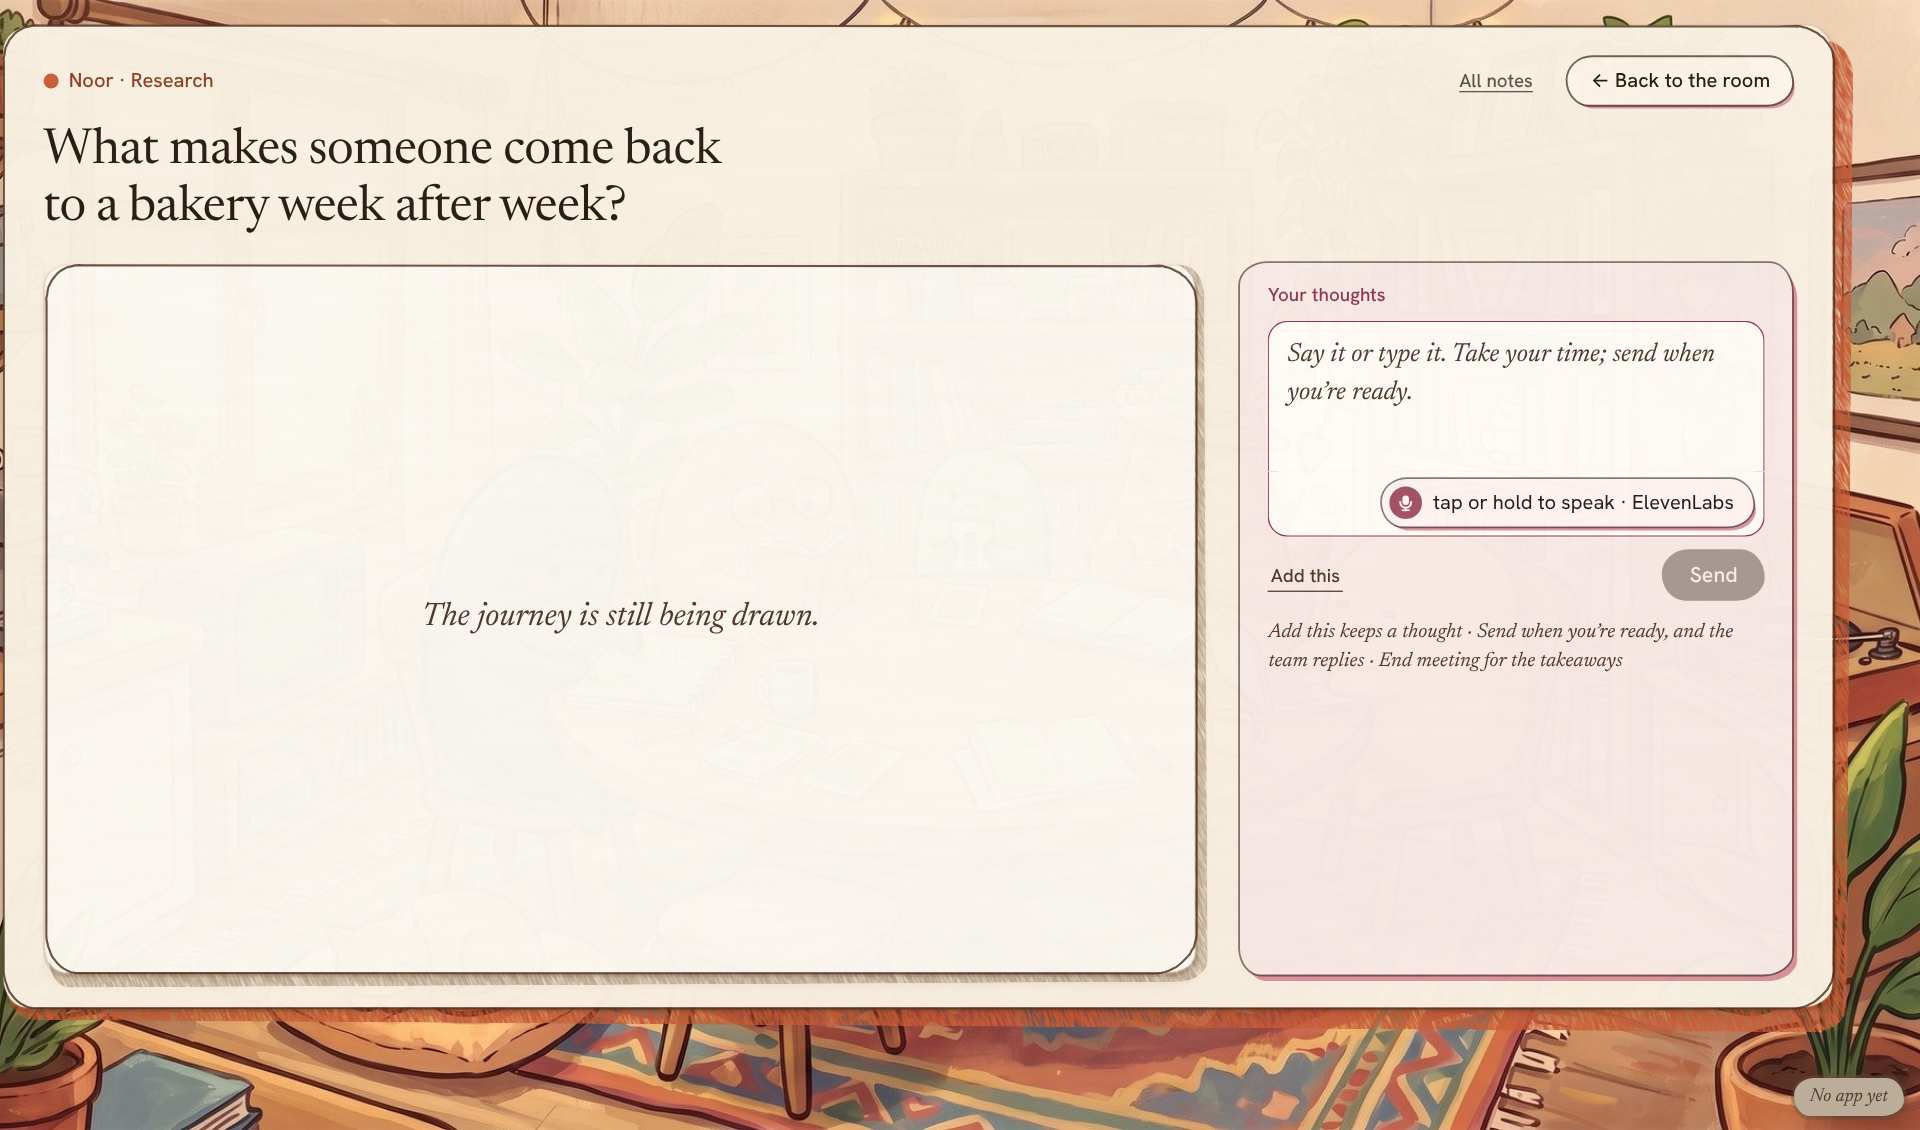 Noor · Research
All notes
← Back to the room
What makes someone come back
to a bakery week after week?
The journey is still being drawn.
Your thoughts
Say it or type it. Take your time; send when
you’re ready.
tap or hold to speak · ElevenLabs
Add this
Send
Add this keeps a thought · Send when you’re ready, and the
team replies · End meeting for the takeaways
No app yet